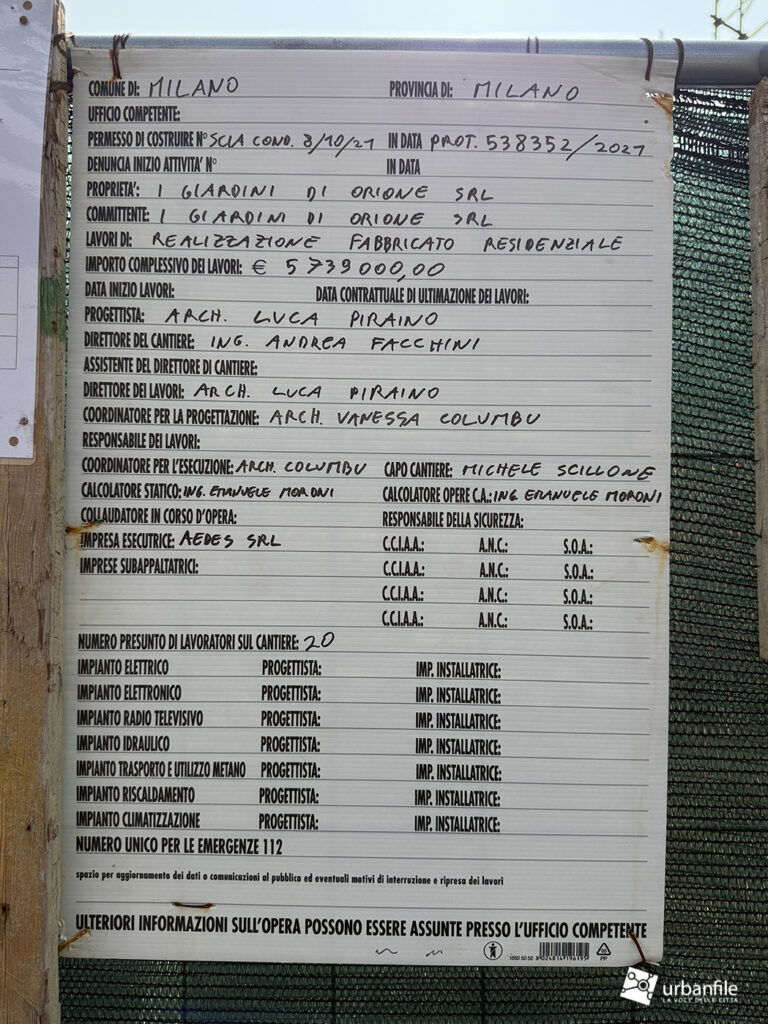 COMUNE DI: MILANO PROVINCIA DI: MILANO
UFFICIO COMPETENTE:
PERMESSO DI COSTRUIRE N° SCIA COND. 8/10/21 IN DATA PROT. 538352/2021
DENUNCIA INIZIO ATTIVITA' N° IN DATA
PROPRIETA': I GIARDINI DI ORIONE SRL
COMMITTENTE: I GIARDINI DI ORIONE SRL
LAVORI DI: REALIZZAZIONE FABBRICATO RESIDENZIALE
IMPORTO COMPLESSIVO DEI LAVORI: € 5739000,00
DATA INIZIO LAVORI: DATA CONTRATTUALE DI ULTIMAZIONE DEI LAVORI:
PROGETTISTA: ARCH. LUCA PIRAINO
DIRETTORE DEL CANTIERE: ING. ANDREA FACCHINI
ASSISTENTE DEL DIRETTORE DI CANTIERE:
DIRETTORE DEI LAVORI: ARCH. LUCA PIRAINO
COORDINATORE PER LA PROGETTAZIONE: ARCH. VANESSA COLUMBU
RESPONSABILE DEI LAVORI:
COORDINATORE PER L'ESECUZIONE: ARCH. COLUMBU CAPO CANTIERE: MICHELE SCILLONE
CALCOLATORE STATICO: ING. EMANUELE MORONI CALCOLATORE OPERE C.A.: ING EMANUELE MORONI
COLLAUDATORE IN CORSO D'OPERA: RESPONSABILE DELLA SICUREZZA:
IMPRESA ESECUTRICE: AEDES SRL C.C.I.A.A.: A.N.C.: S.O.A.:
IMPRESE SUBAPPALTATRICI: C.C.I.A.A.: A.N.C.: S.O.A.:
C.C.I.A.A.: A.N.C.: S.O.A.:
C.C.I.A.A.: A.N.C.: S.O.A.:
NUMERO PRESUNTO DI LAVORATORI SUL CANTIERE: 20
IMPIANTO ELETTRICO PROGETTISTA: IMP. INSTALLATRICE:
IMPIANTO ELETTRONICO PROGETTISTA: IMP. INSTALLATRICE:
IMPIANTO RADIO TELEVISIVO PROGETTISTA: IMP. INSTALLATRICE:
IMPIANTO IDRAULICO PROGETTISTA: IMP. INSTALLATRICE:
IMPIANTO TRASPORTO E UTILIZZO METANO PROGETTISTA: IMP. INSTALLATRICE:
IMPIANTO RISCALDAMENTO PROGETTISTA: IMP. INSTALLATRICE:
IMPIANTO CLIMATIZZAZIONE PROGETTISTA: IMP. INSTALLATRICE:
NUMERO UNICO PER LE EMERGENZE 112
spazio per aggiornamento dei dati o comunicazioni al pubblico ed eventuali motivi di interruzione e ripresa dei lavori
ULTERIORI INFORMAZIONI SULL'OPERA POSSONO ESSERE ASSUNTE PRESSO L'UFFICIO COMPETENTE
8 024814 196195 PP
urbanfile
LA VOCE DELLE CITTÀ